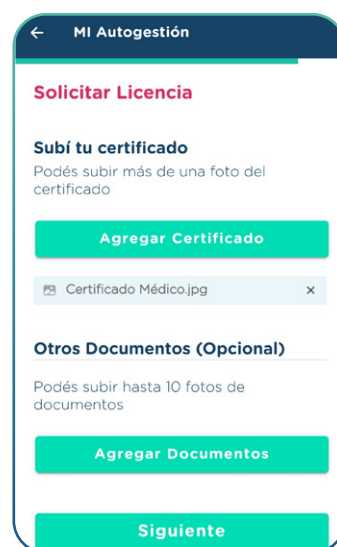 MI Autogestión
Solicitar Licencia
Subí tu certificado
Podés subir más de una foto del
certificado
Agregar Certificado
Certificado Médico.jpg
Otros Documentos (Opcional)
Podés subir hasta 10 fotos de
documentos
Agregar Documentos
Siguiente